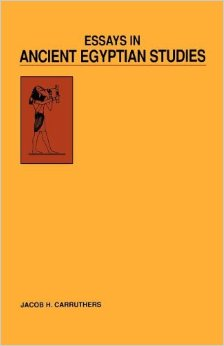 ESSAYS IN
ANCIENT EGYPTIAN STUDIES
JACOB H. CARRUTHERS